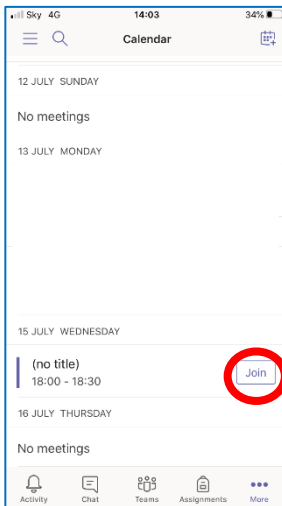 Sky 4G 14:03 34%
Calendar
12 JULY SUNDAY
No meetings
13 JULY MONDAY
15 JULY WEDNESDAY
(no title)
18:00 - 18:30
Join
16 JULY THURSDAY
No meetings
Activity Chat Teams Assignments More